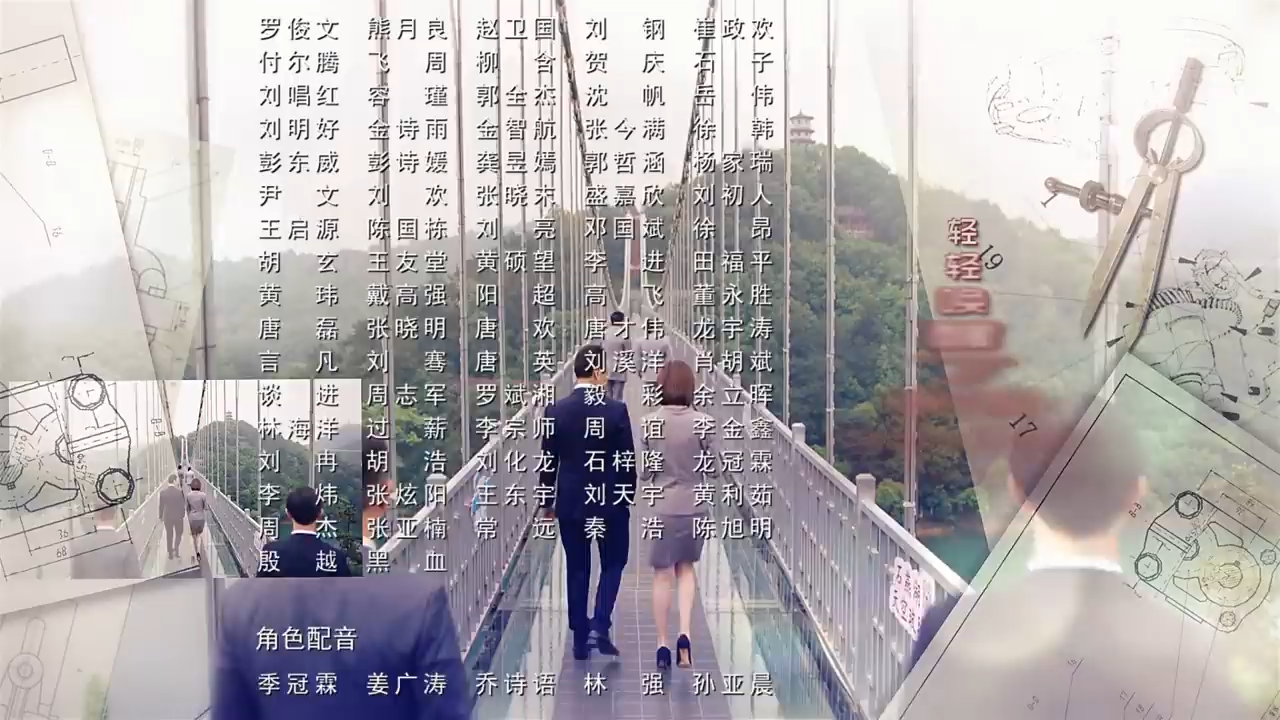 罗俊文 熊月良 赵卫国 刘钢 崔政欢
付尔腾 飞周 柳含 贺庆 石子
刘唱红 容瑾 郭全杰 沈帆 岳伟
刘明好 金诗雨 金智航 张今满 徐韩
彭东威 彭诗媛 龚昱嫣 郭哲涵 杨家瑞
尹文 刘欢 张晓末 盛嘉欣 刘初人
王启源 陈国栋 刘亮 邓国斌 徐昂
胡玄 王友堂 黄硕望 李进 田福平
黄玮 戴高强 阳超 高飞 董永胜
唐磊 张晓明 唐欢 唐才伟 龙宇涛
言凡 刘骞 唐英 刘溪洋 肖胡斌
谈进 周志军 罗斌湘 毅彩 余立晖
林海洋 过薪 李宗师 周谊 李金鑫
刘冉 胡浩 刘化龙 石梓隆 龙冠霖
李炜 张炫阳 王东宇 刘天宇 黄利茹
周杰 张亚楠 常远 秦浩 陈旭明
殷越 黑血
角色配音
季冠霖 姜广涛 乔诗语 林强 孙亚晨
轻轻
19
17
36
68